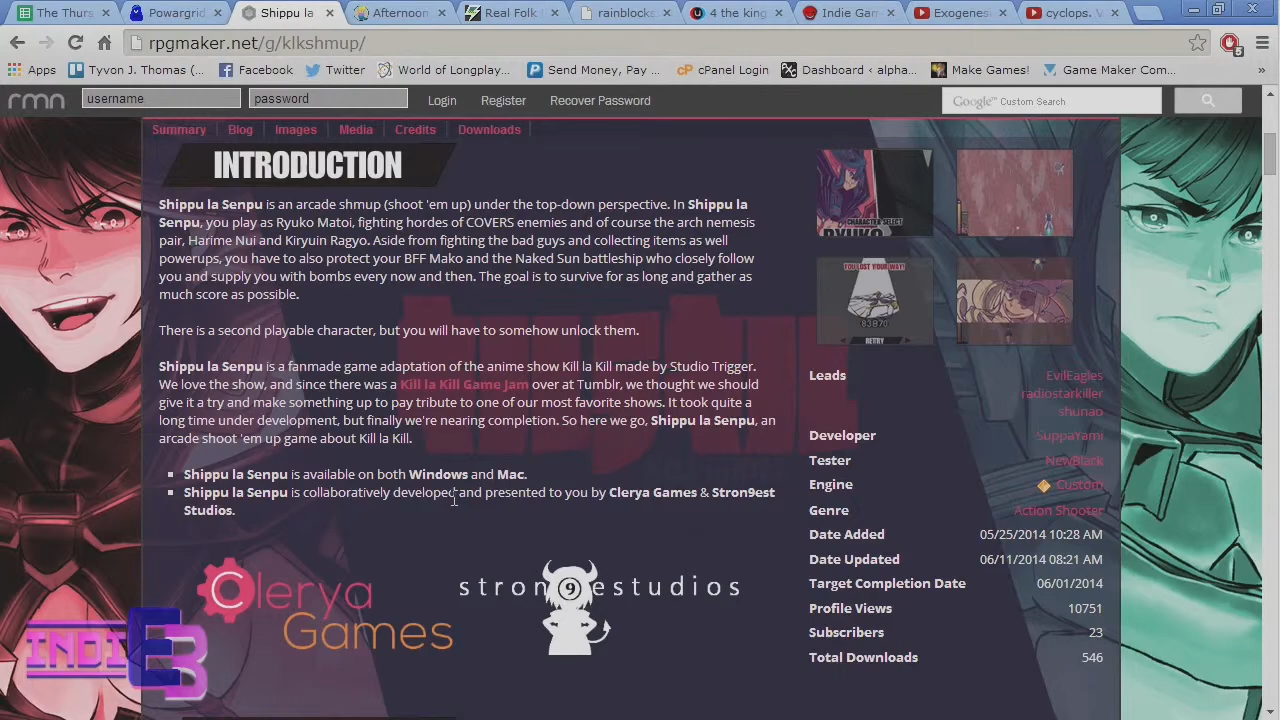 The Thurs
Powargrid
Shippu la
Afternoon
Real Folk
rainblocks.
4 the king
Indie Gam
Exogenesi
cyclops. V
rpgmaker.net/g/klkshmup/
5
Apps
Tyvon J. Thomas (...
Facebook
Twitter
World of Longplay...
Send Money, Pay ...
cPanel Login
Dashboard ‹ alpha...
Make Games!
Game Maker Com...
»
rmn
username
password
Login
Register
Recover Password
Google™ Custom Search
Summary
Blog
Images
Media
Credits
Downloads
INTRODUCTION
Shippu la Senpu is an arcade shmup (shoot 'em up) under the top-down perspective. In Shippu la
Senpu, you play as Ryuko Matoi, fighting hordes of COVERS enemies and of course the arch nemesis
pair, Harime Nui and Kiryuin Ragyo. Aside from fighting the bad guys and collecting items as well
powerups, you have to also protect your BFF Mako and the Naked Sun battleship who closely follow
you and supply you with bombs every now and then. The goal is to survive for as long and gather as
much score as possible.
There is a second playable character, but you will have to somehow unlock them.
Shippu la Senpu is a fanmade game adaptation of the anime show Kill la Kill made by Studio Trigger.
We love the show, and since there was a Kill la Kill Game Jam over at Tumblr, we thought we should
give it a try and make something up to pay tribute to one of our most favorite shows. It took quite a
long time under development, but finally we're nearing completion. So here we go, Shippu la Senpu, an
arcade shoot 'em up game about Kill la Kill.
Shippu la Senpu is available on both Windows and Mac.
Shippu la Senpu is collaboratively developed and presented to you by Clerya Games & Stron9est
Studios.
Clerya
Games
stron9estudios
INDIE3
CHARACTER SELECT
RYUKO
YOU LOST YOUR WAY!
83870
RETRY
Leads
EvilEagles
radiostarkiller
shunao
Developer
SuppaYami
Tester
NewBlack
Engine
Custom
Genre
Action Shooter
Date Added
05/25/2014 10:28 AM
Date Updated
06/11/2014 08:21 AM
Target Completion Date
06/01/2014
Profile Views
10751
Subscribers
23
Total Downloads
546